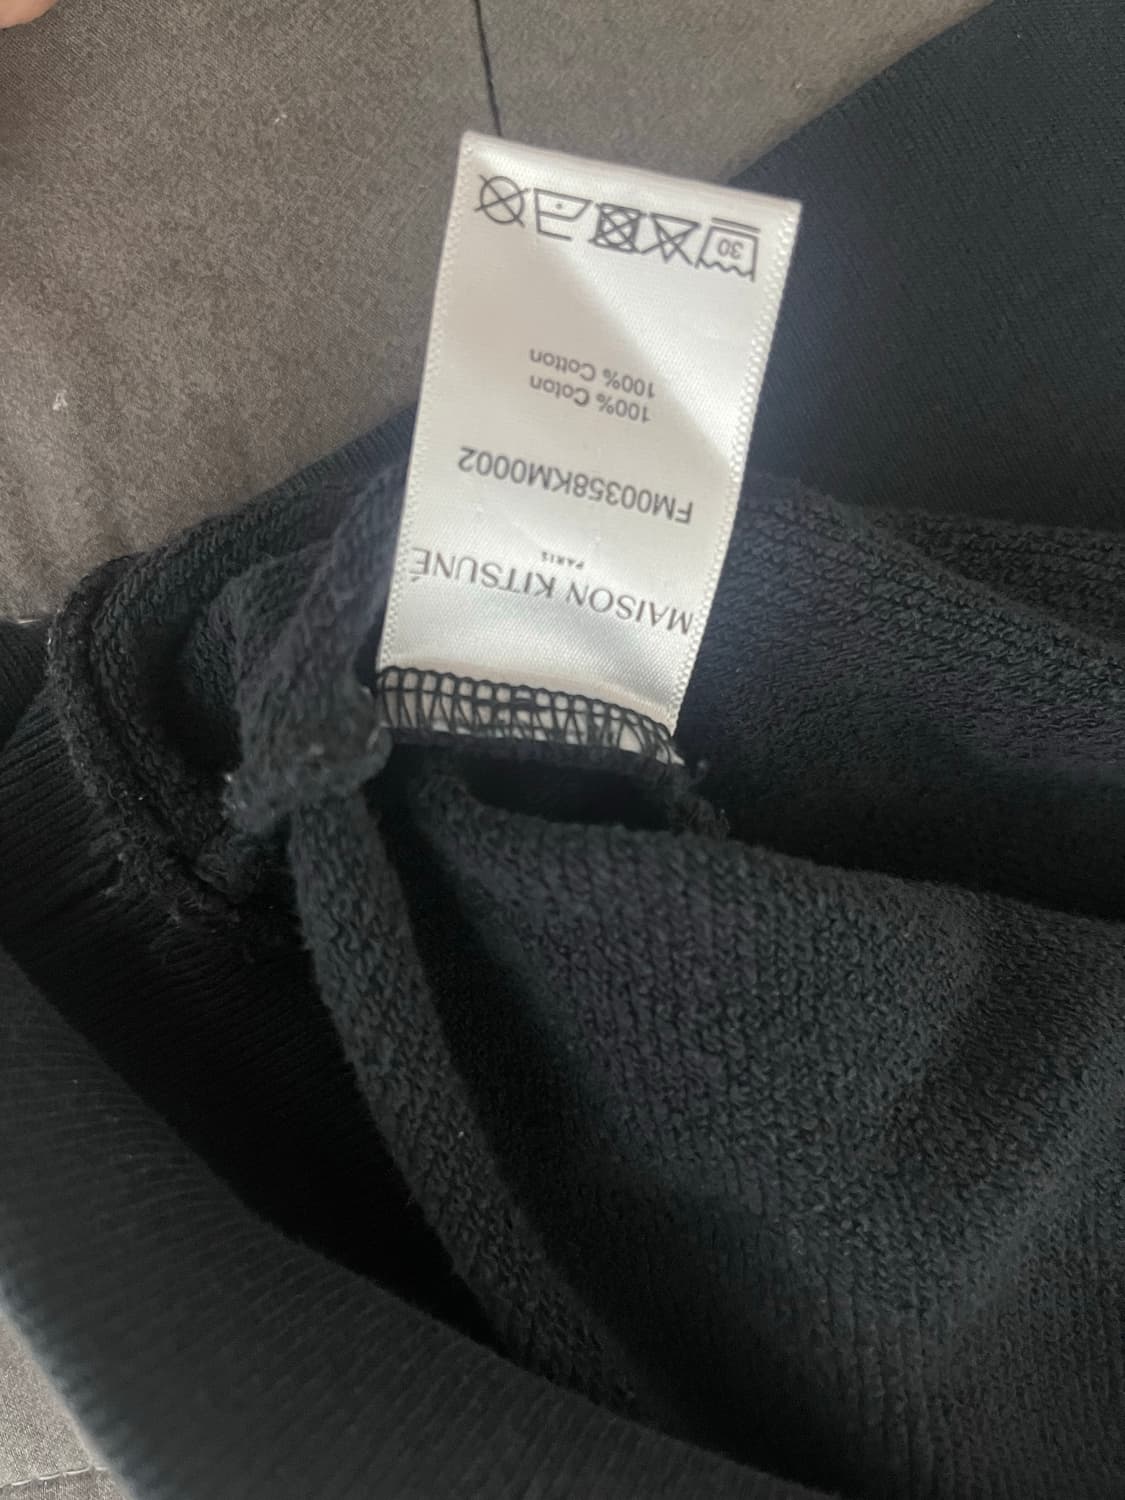 MAISON KITSUNÉ
PARIS
FM00358KM0002
100% Coton
100% Cotton
30